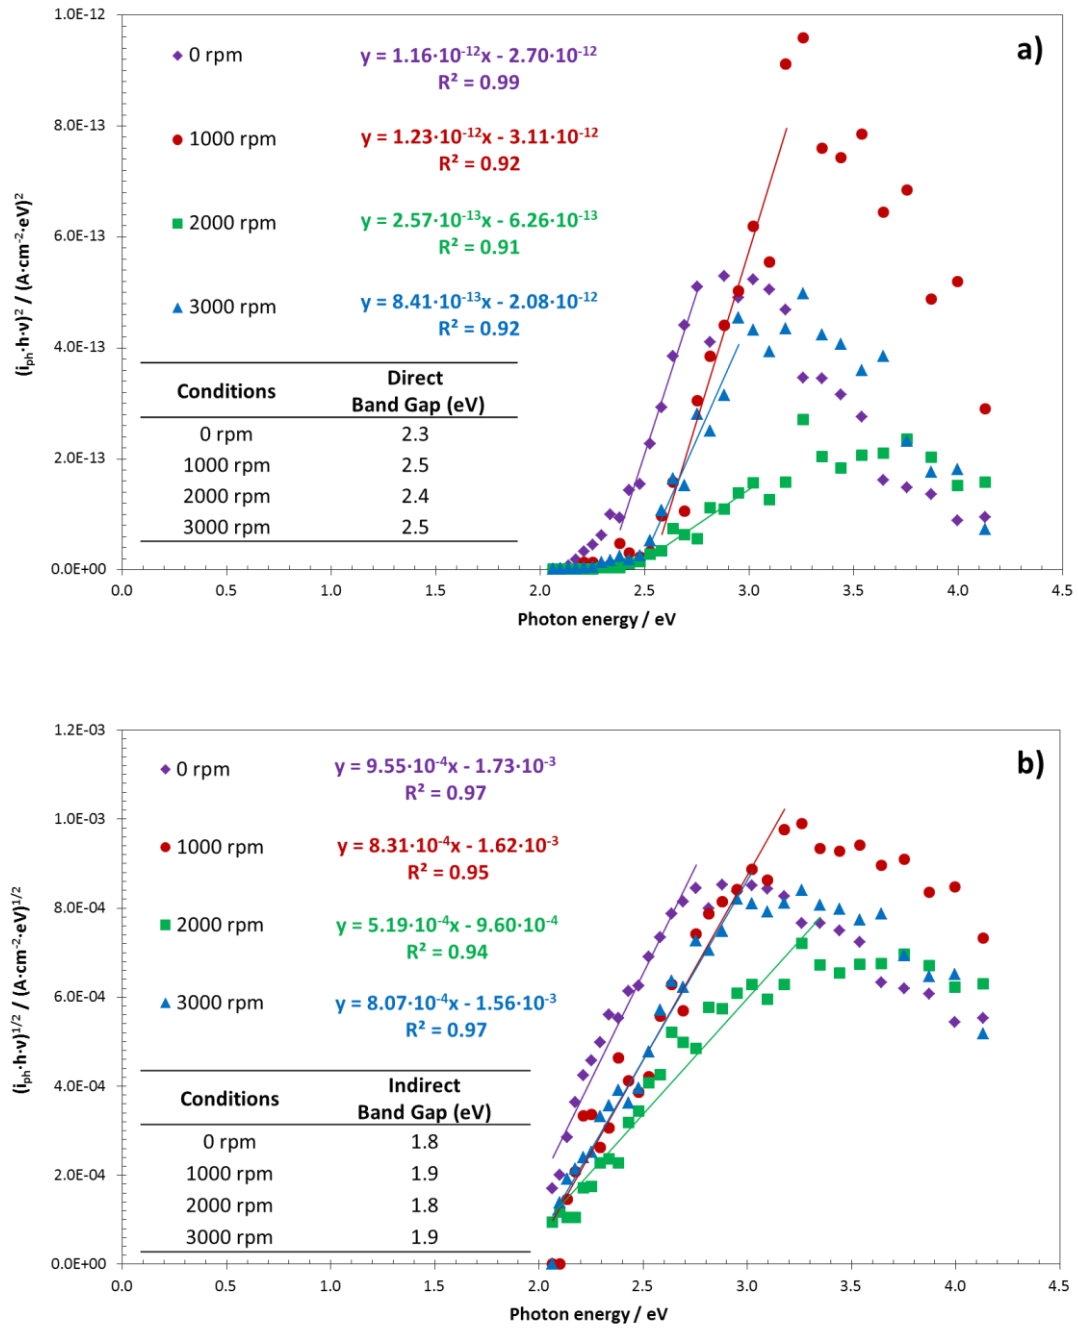 a)
(i_ph·h·ν)² / (A·cm⁻²·eV)²
1.0E-12
8.0E-13
6.0E-13
4.0E-13
2.0E-13
0.0E+00
0 rpm
y = 1.16·10⁻¹²x - 2.70·10⁻¹²
R² = 0.99
1000 rpm
y = 1.23·10⁻¹²x - 3.11·10⁻¹²
R² = 0.92
2000 rpm
y = 2.57·10⁻¹³x - 6.26·10⁻¹³
R² = 0.91
3000 rpm
y = 8.41·10⁻¹³x - 2.08·10⁻¹²
R² = 0.92
Conditions Direct
Band Gap (eV)
0 rpm 2.3
1000 rpm 2.5
2000 rpm 2.4
3000 rpm 2.5
0.0 0.5 1.0 1.5 2.0 2.5 3.0 3.5 4.0 4.5
Photon energy / eV
b)
(i_ph·h·ν)^1/2 / (A·cm⁻²·eV)^1/2
1.2E-03
1.0E-03
8.0E-04
6.0E-04
4.0E-04
2.0E-04
0.0E+00
0 rpm
y = 9.55·10⁻⁴x - 1.73·10⁻³
R² = 0.97
1000 rpm
y = 8.31·10⁻⁴x - 1.62·10⁻³
R² = 0.95
2000 rpm
y = 5.19·10⁻⁴x - 9.60·10⁻⁴
R² = 0.94
3000 rpm
y = 8.07·10⁻⁴x - 1.56·10⁻³
R² = 0.97
Conditions Indirect
Band Gap (eV)
0 rpm 1.8
1000 rpm 1.9
2000 rpm 1.8
3000 rpm 1.9
0.0 0.5 1.0 1.5 2.0 2.5 3.0 3.5 4.0 4.5
Photon energy / eV